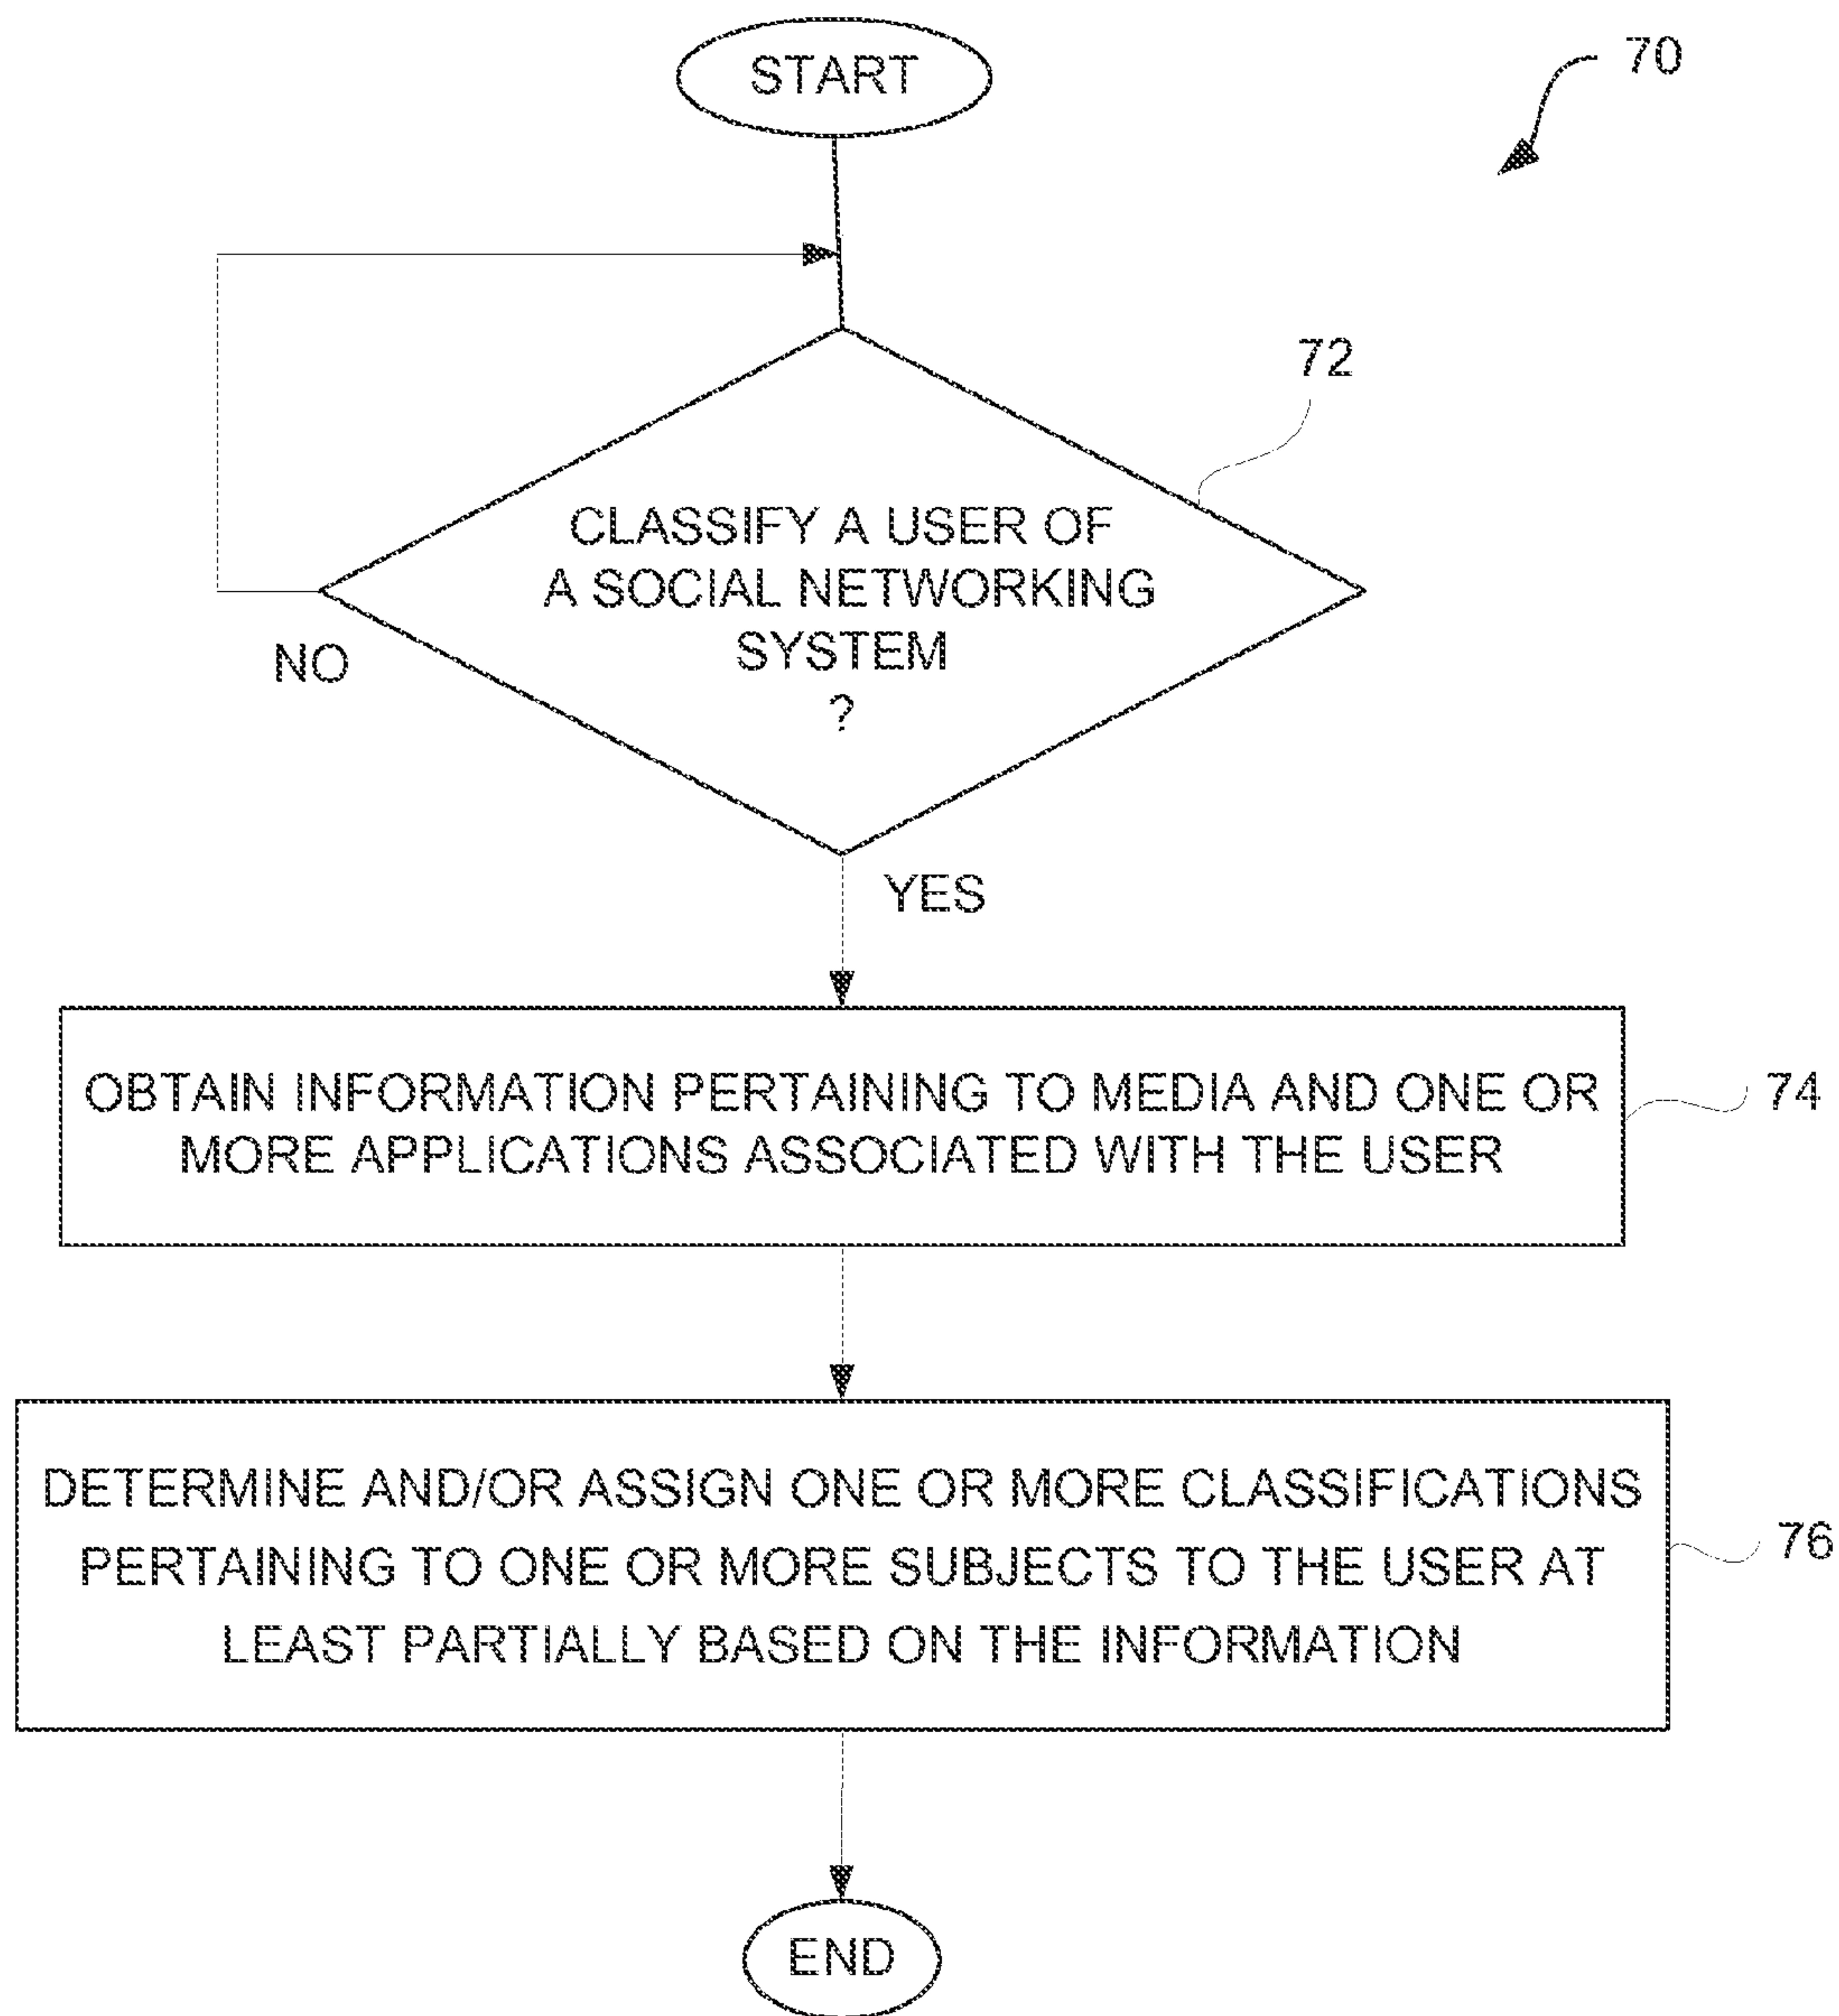 START
70
72
CLASSIFY A USER OF
A SOCIAL NETWORKING
SYSTEM
?
NO
YES
OBTAIN INFORMATION PERTAINING TO MEDIA AND ONE OR
MORE APPLICATIONS ASSOCIATED WITH THE USER
74
DETERMINE AND/OR ASSIGN ONE OR MORE CLASSIFICATIONS
PERTAINING TO ONE OR MORE SUBJECTS TO THE USER AT
LEAST PARTIALLY BASED ON THE INFORMATION
76
END